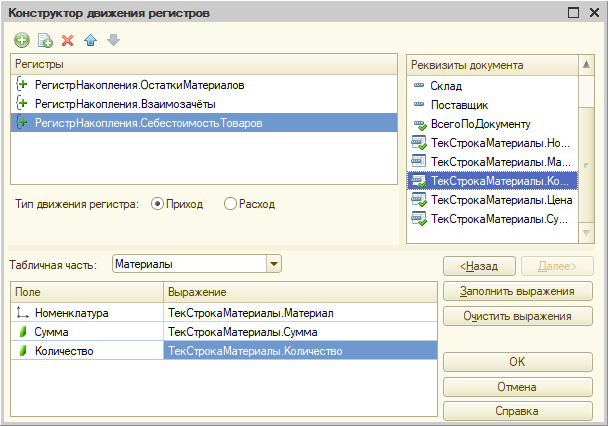 Конструктор движения регистров
Регистры
РегистрНакопления.ОстаткиМатериалов
РегистрНакопления.Взаимозачёты
РегистрНакопления.СебестоимостьТоваров
Реквизиты документа
Склад
Поставщик
ВсегоПоДокументу
ТекСтрокаМатериалы.Но...
ТекСтрокаМатериалы.Ма...
ТекСтрокаМатериалы.Ко...
ТекСтрокаМатериалы.Цена
ТекСтрокаМатериалы.Су...
Тип движения регистра: Приход Расход
Табличная часть: Материалы
<Назад Далее>
Поле Выражение
Номенклатура ТекСтрокаМатериалы.Материал
Сумма ТекСтрокаМатериалы.Сумма
Количество ТекСтрокаМатериалы.Количество
Заполнить выражения
Очистить выражения
OK
Отмена
Справка